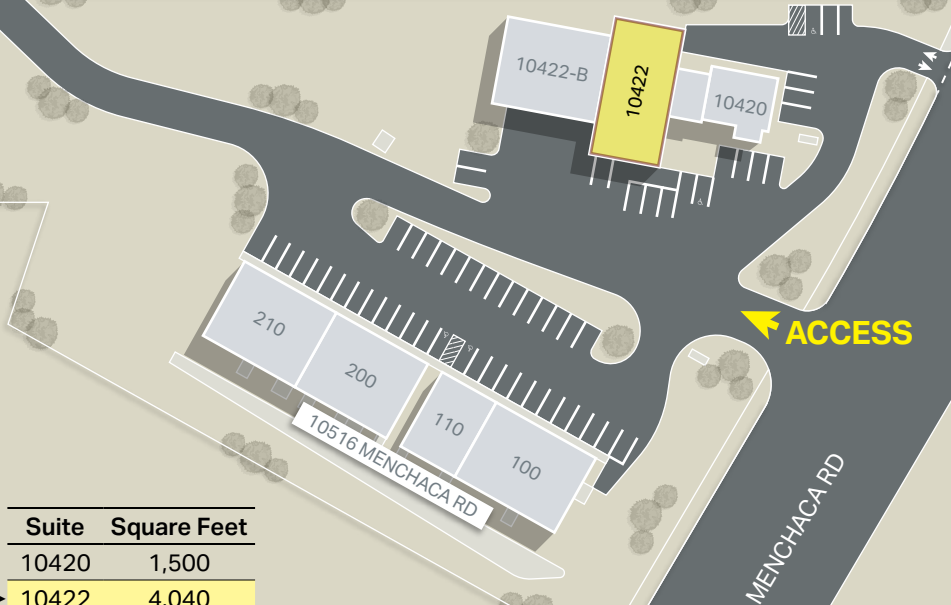 10422-B
10422
10420
210
200
110
100
10516 MENCHACA RD
ACCESS
MENCHACA RD
Suite Square Feet
10420 1,500
10422 4,040